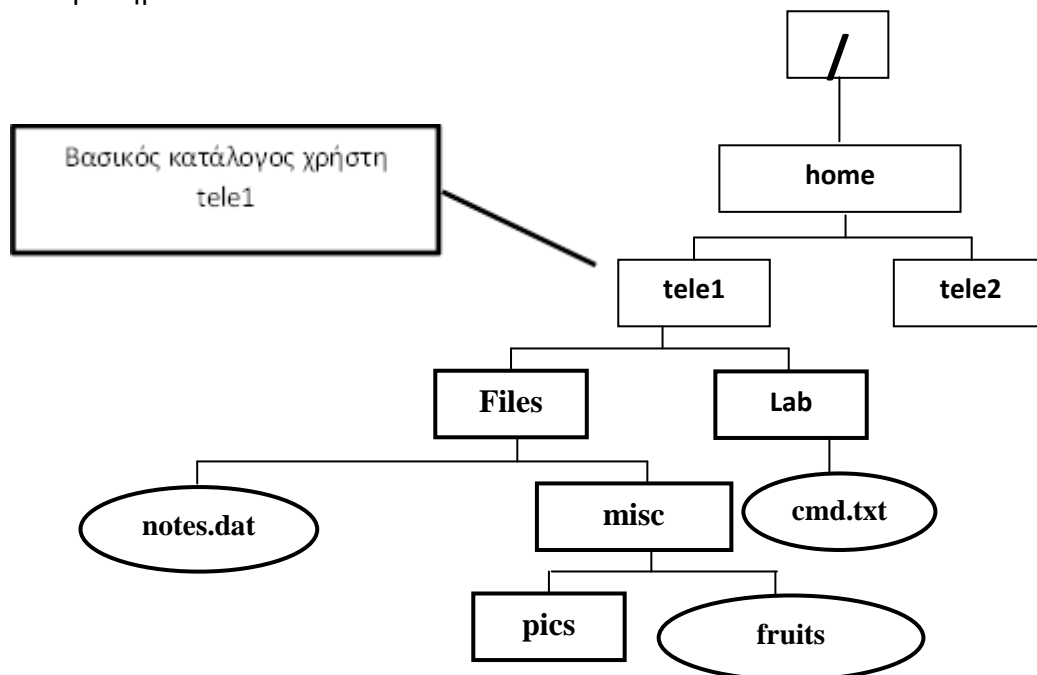 /
Βασικός κατάλογος χρήστη
tele1
home
tele1
tele2
Files
Lab
notes.dat
misc
cmd.txt
pics
fruits